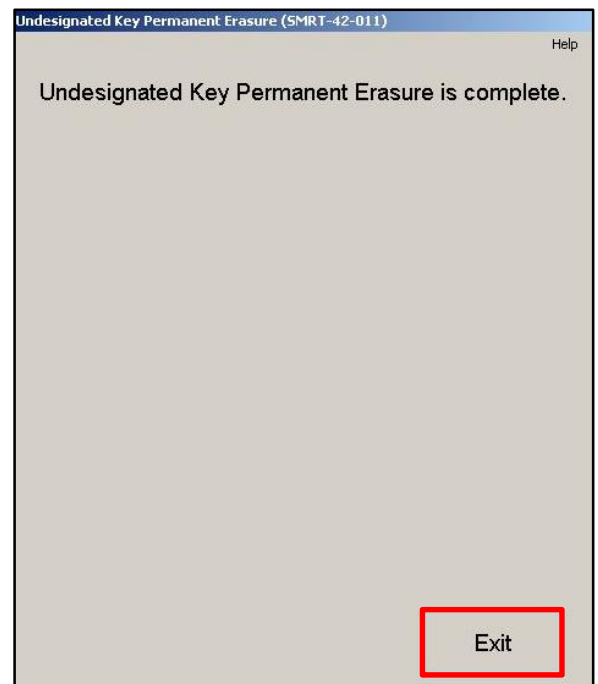 Undesignated Key Permanent Erasure (SMRT-42-011)
Help
Undesignated Key Permanent Erasure is complete.
Exit